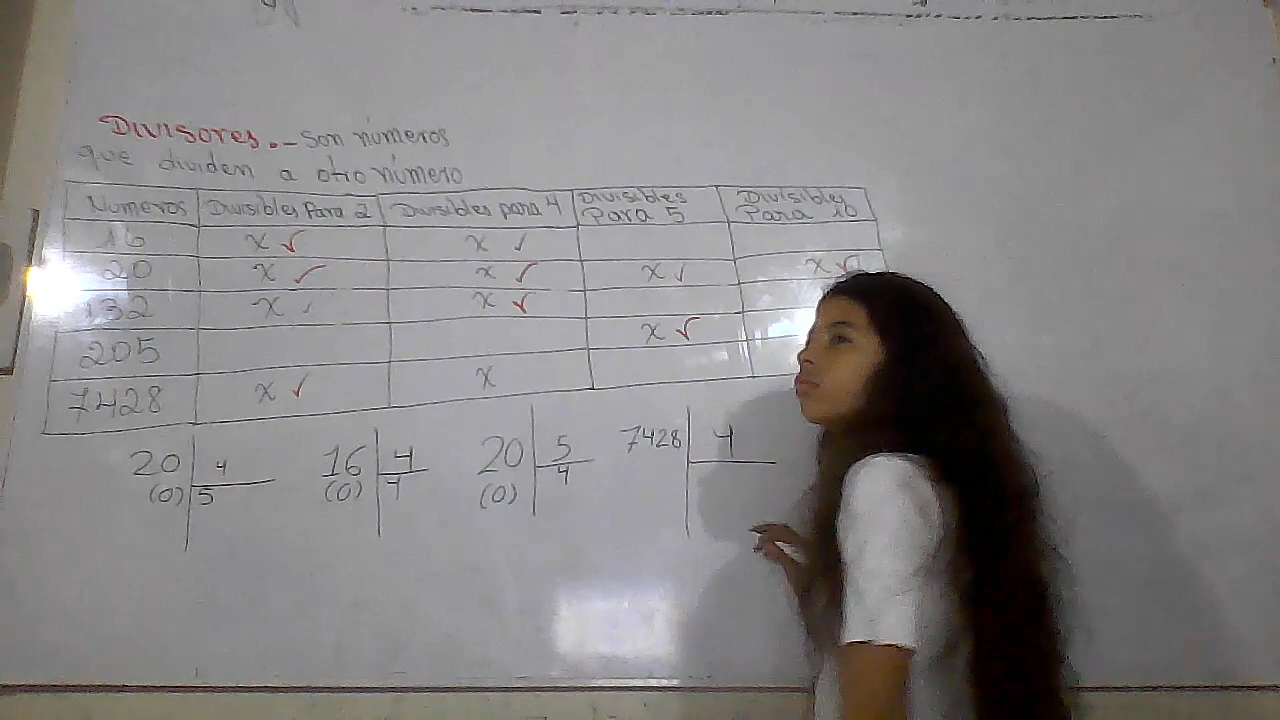 Divisores.- son números
que dividen a otro número
Numeros Divisibles Para 2 Divisibles para 4 Divisibles Para 5 Divisibles Para 10
16 x ✓ x ✓
20 x ✓ x ✓ x ✓ x ✓
132 x ✓ x ✓
205 x ✓
7428 x ✓ x
20 4 16 4 20 5 7428 4
(0) 5 (0) 4 (0) 4